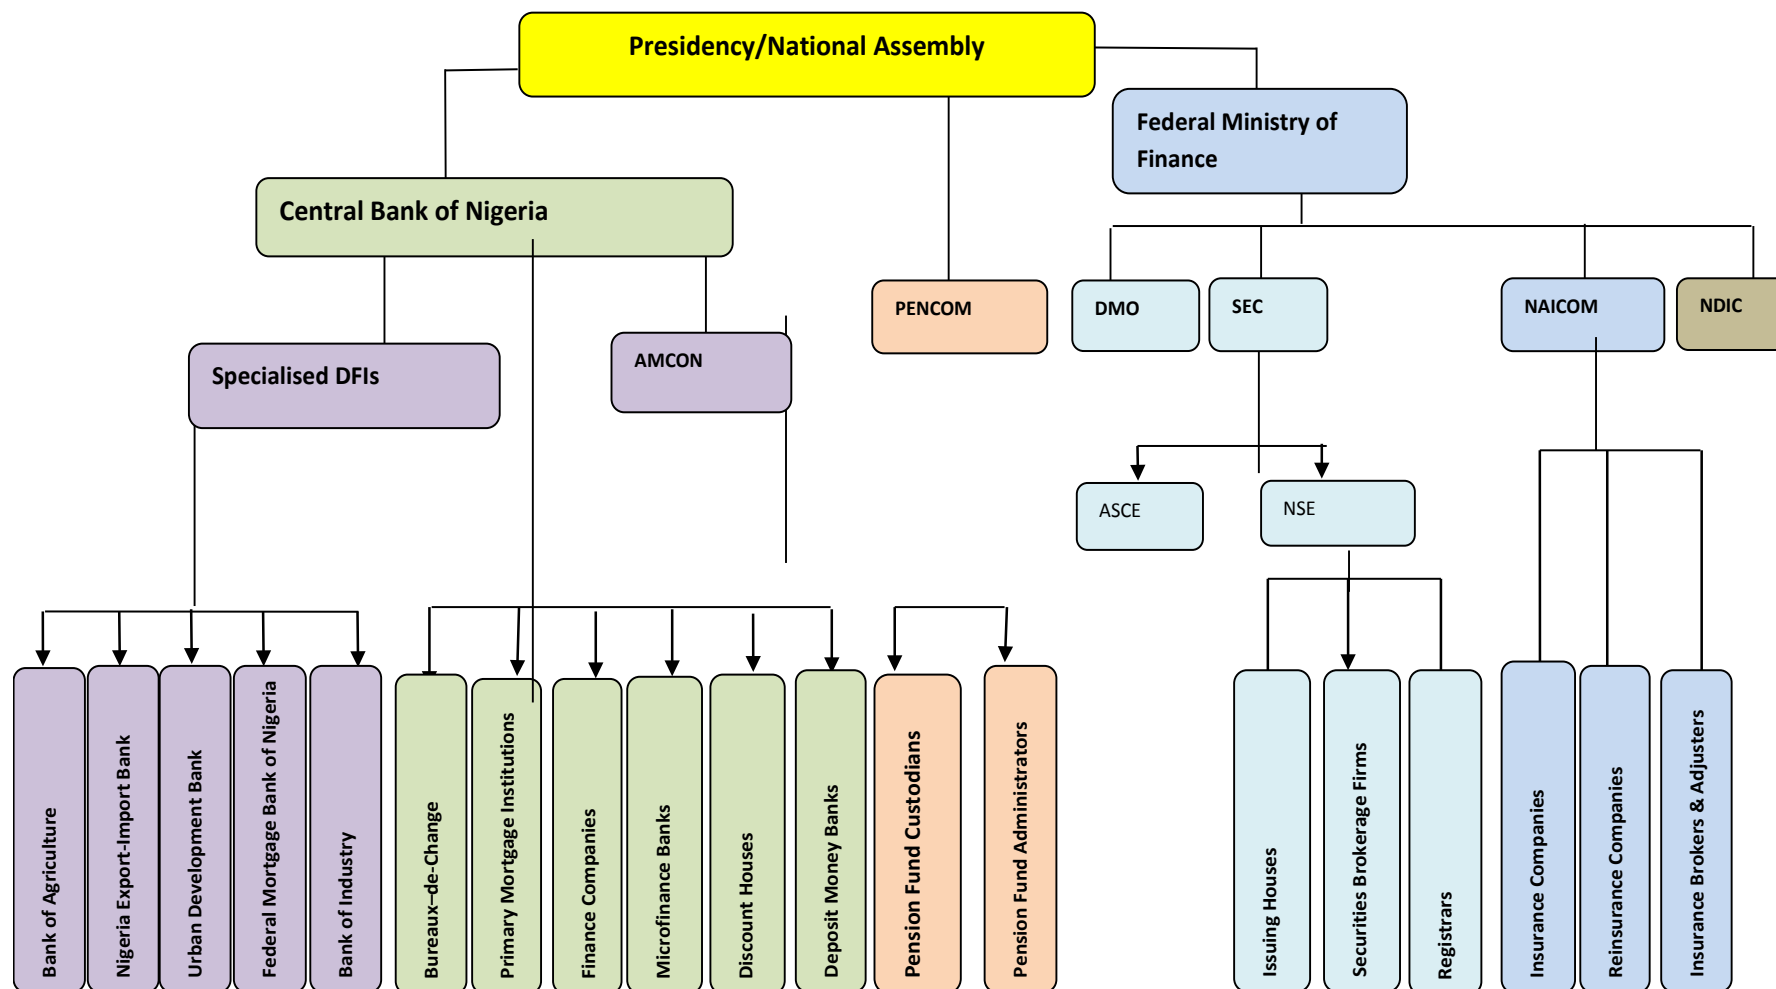 Presidency/National Assembly
Federal Ministry of
Finance
Central Bank of Nigeria
PENCOM
DMO
SEC
NAICOM
NDIC
Specialised DFIs
AMCON
ASCE
NSE
Bank of Agriculture
Nigeria Export-Import Bank
Urban Development Bank
Federal Mortgage Bank of Nigeria
Bank of Industry
Bureaux–de-Change
Primary Mortgage Institutions
Finance Companies
Microfinance Banks
Discount Houses
Deposit Money Banks
Pension Fund Custodians
Pension Fund Administrators
Issuing Houses
Securities Brokerage Firms
Registrars
Insurance Companies
Reinsurance Companies
Insurance Brokers & Adjusters